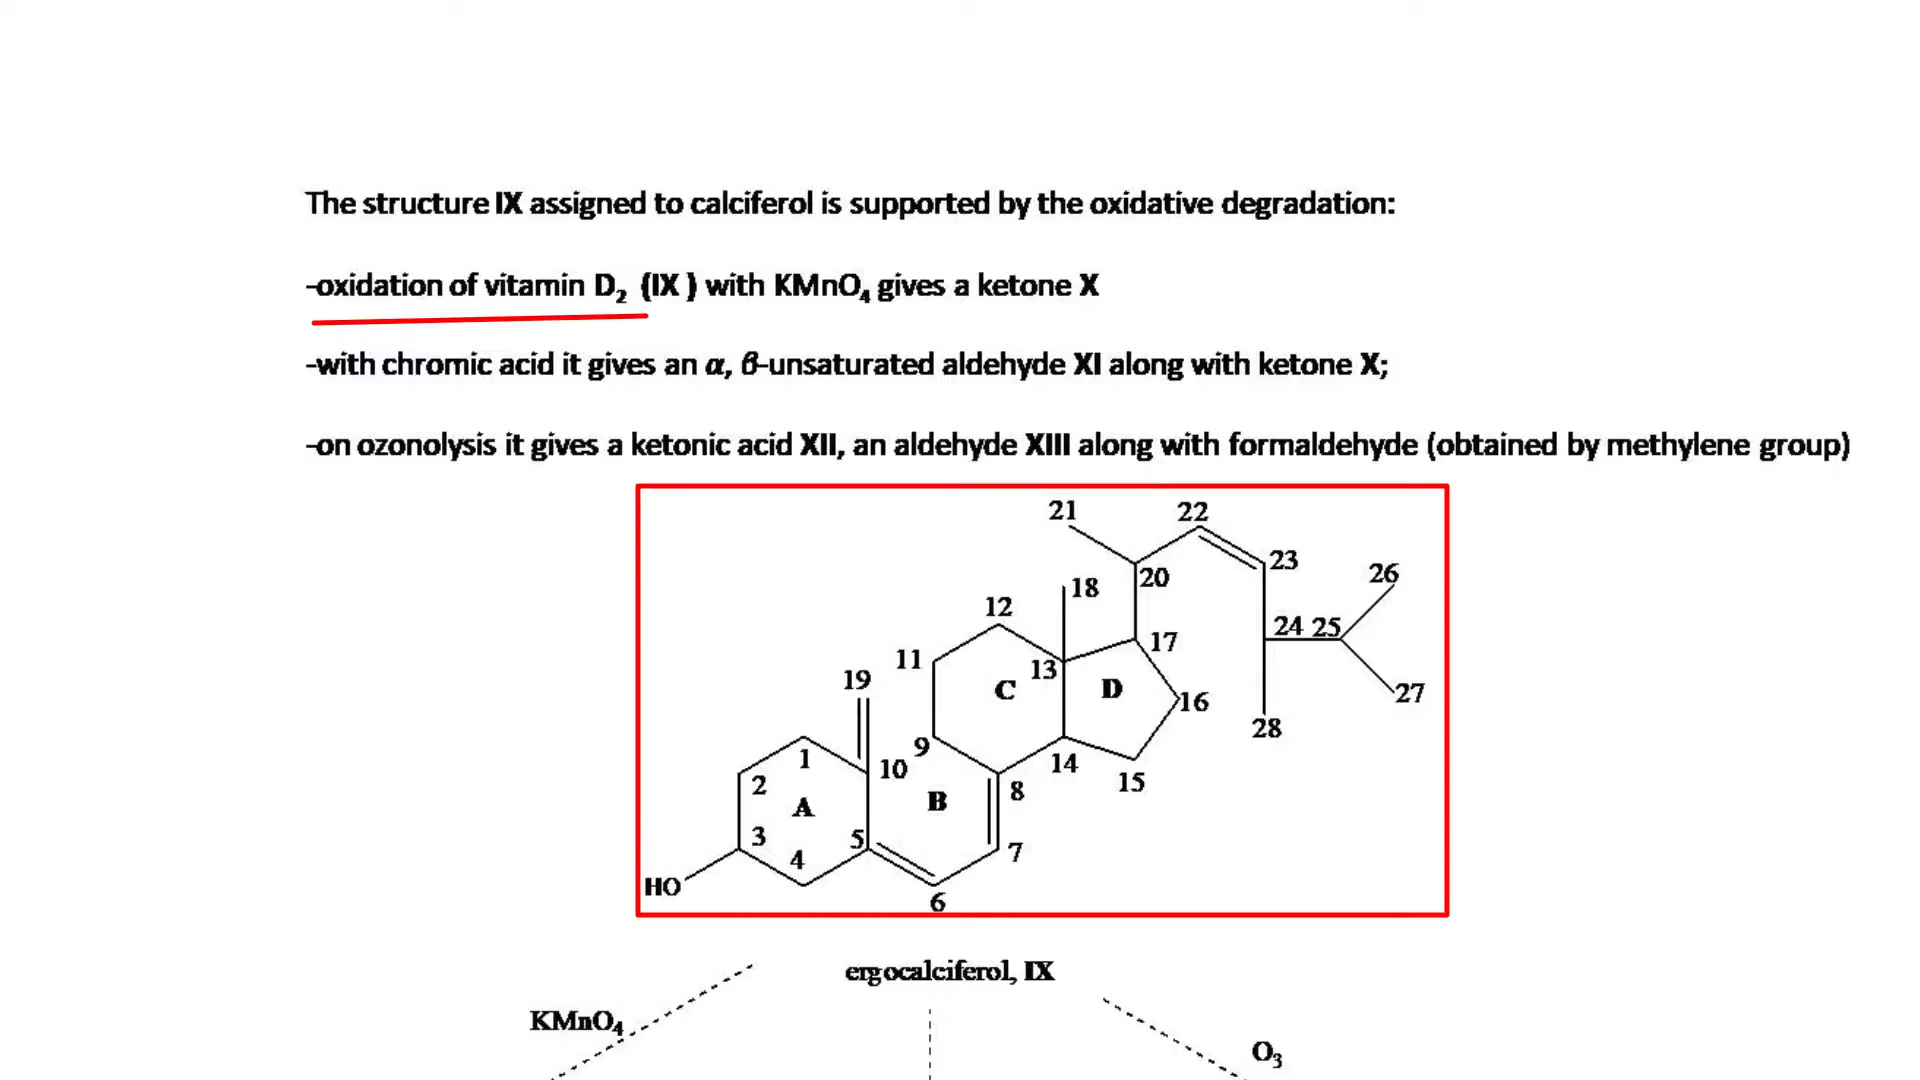 The structure IX assigned to calciferol is supported by the oxidative degradation:
-oxidation of vitamin D₂ (IX ) with KMnO₄ gives a ketone X
-with chromic acid it gives an α, β-unsaturated aldehyde XI along with ketone X;
-on ozonolysis it gives a ketonic acid XII, an aldehyde XIII along with formaldehyde (obtained by methylene group)
21
22
20
23
26
18
12
24 25
17
11
13
19
C
D
16
27
28
9
14
1
10
15
2
8
A
B
3
5
4
7
HO
6
ergocalciferol, IX
KMnO₄
O₃